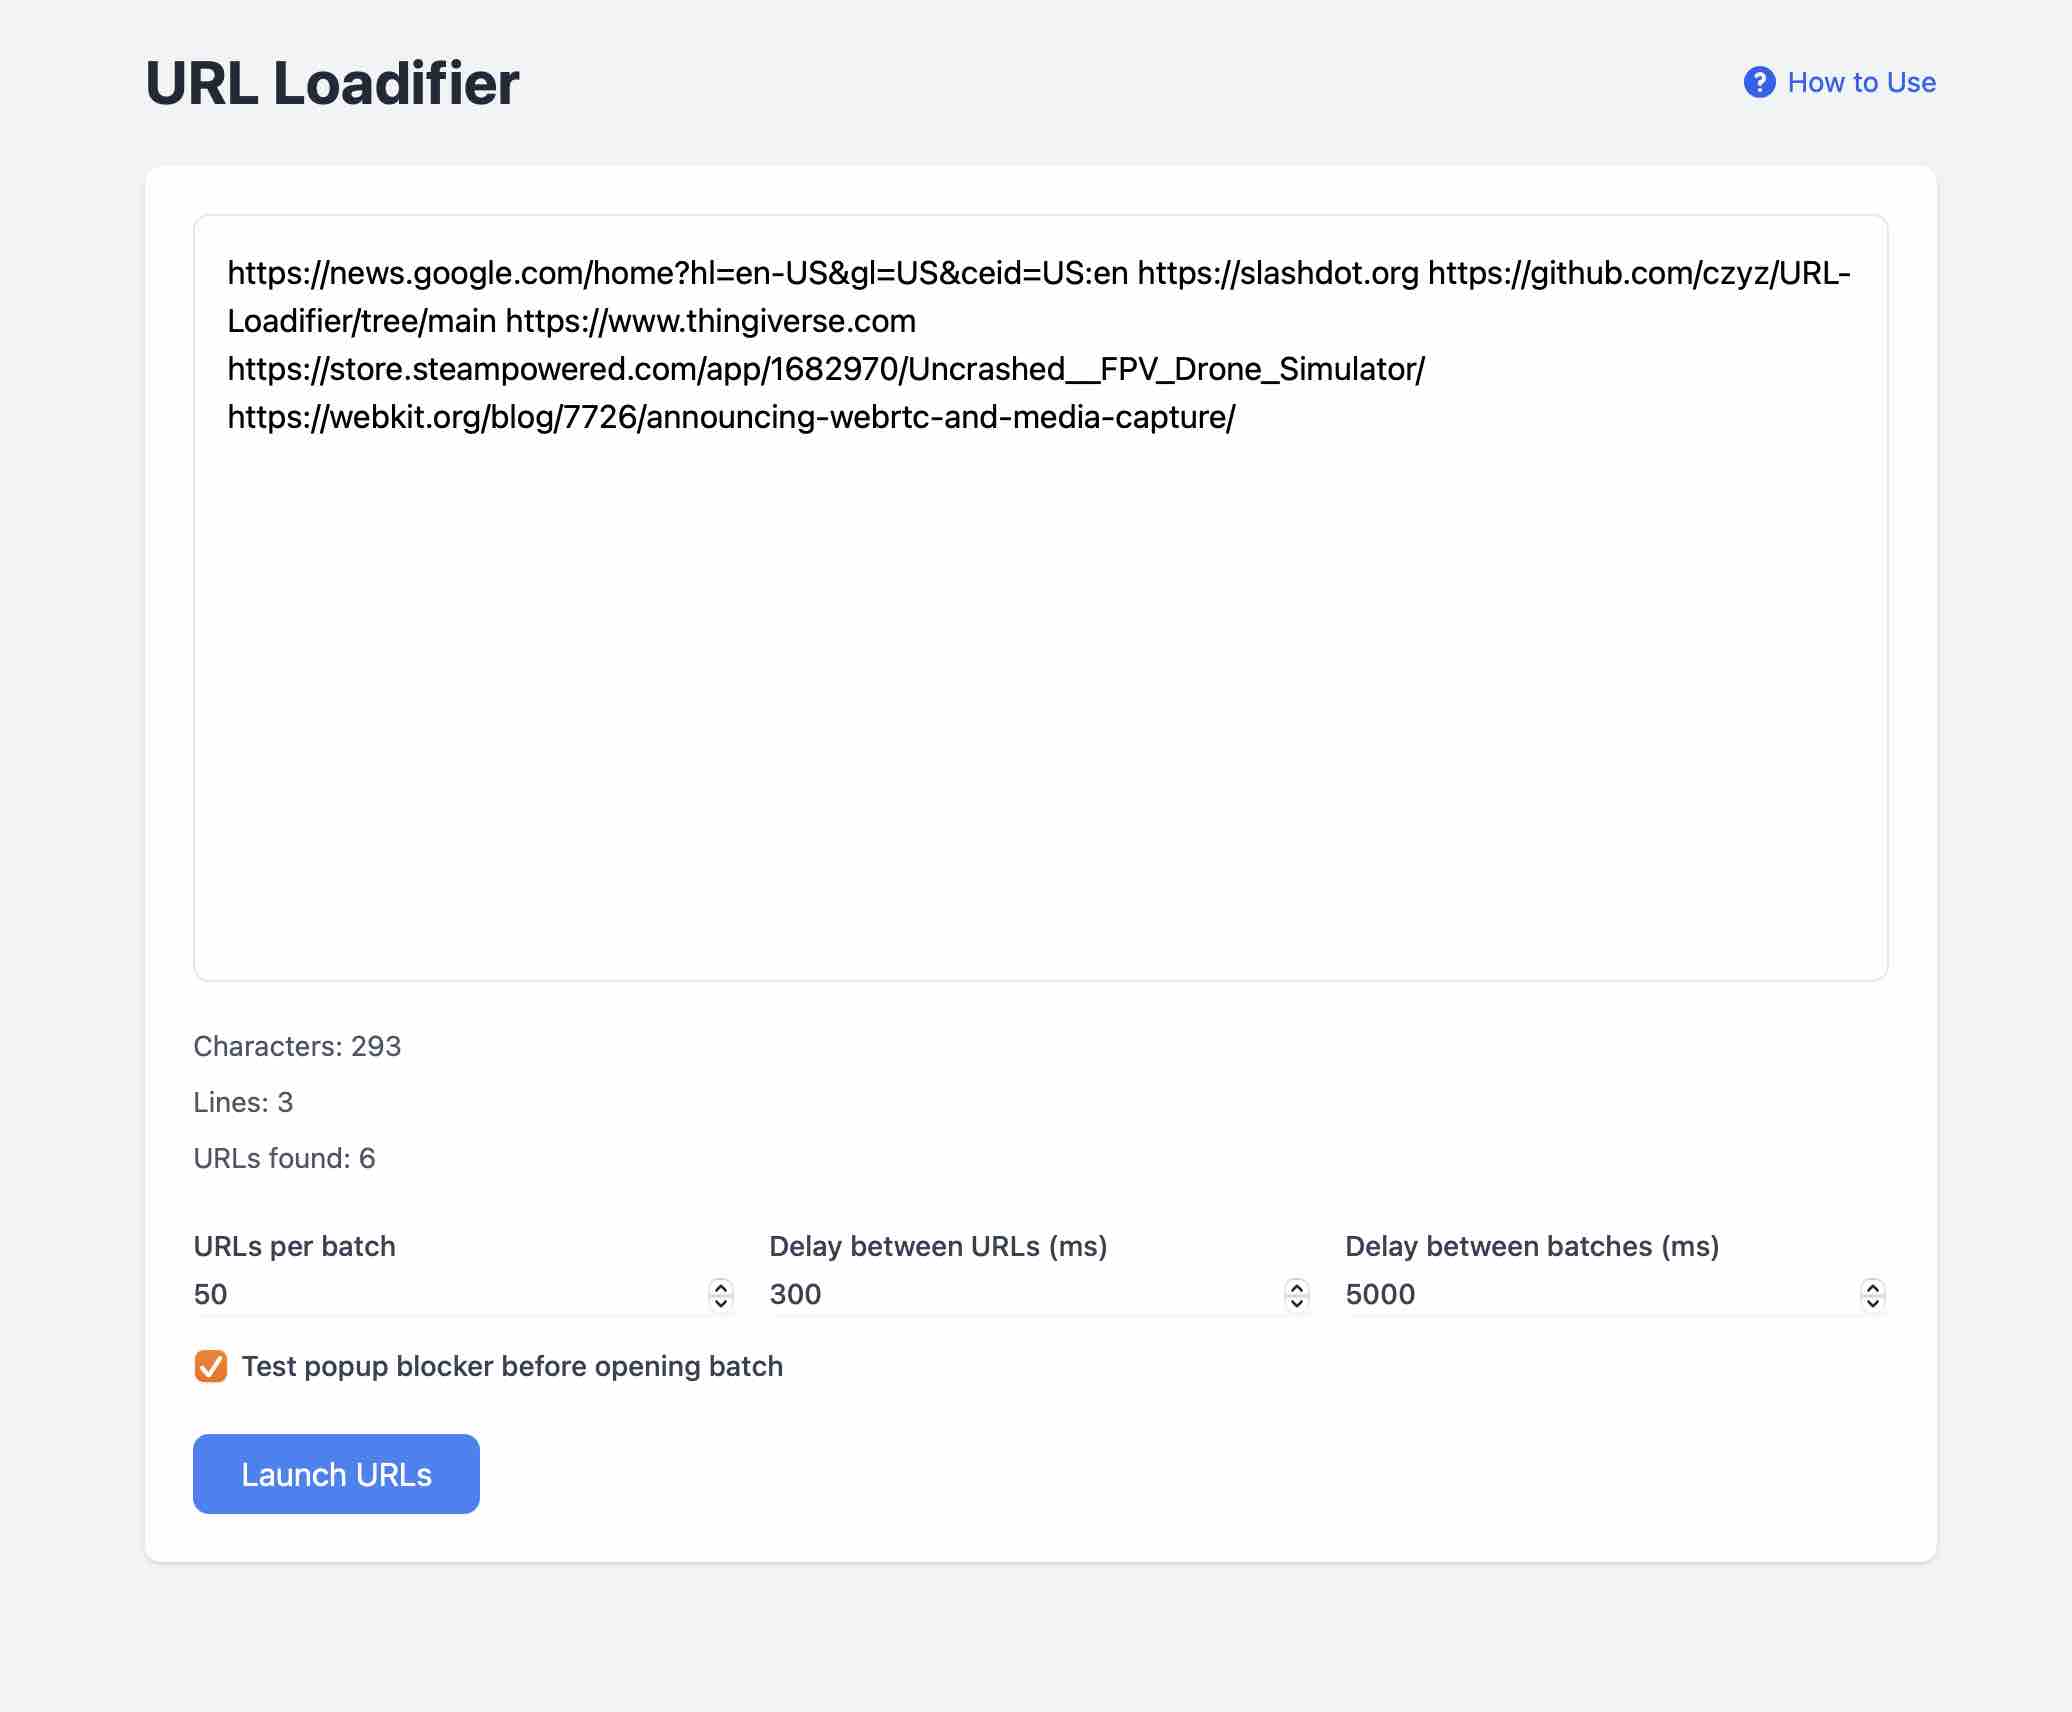 URL Loadifier
How to Use
https://news.google.com/home?hl=en-US&gl=US&ceid=US:en https://slashdot.org https://github.com/czyz/URL-
Loadifier/tree/main https://www.thingiverse.com
https://store.steampowered.com/app/1682970/Uncrashed__FPV_Drone_Simulator/
https://webkit.org/blog/7726/announcing-webrtc-and-media-capture/
Characters: 293
Lines: 3
URLs found: 6
URLs per batch
50
Delay between URLs (ms)
300
Delay between batches (ms)
5000
Test popup blocker before opening batch
Launch URLs